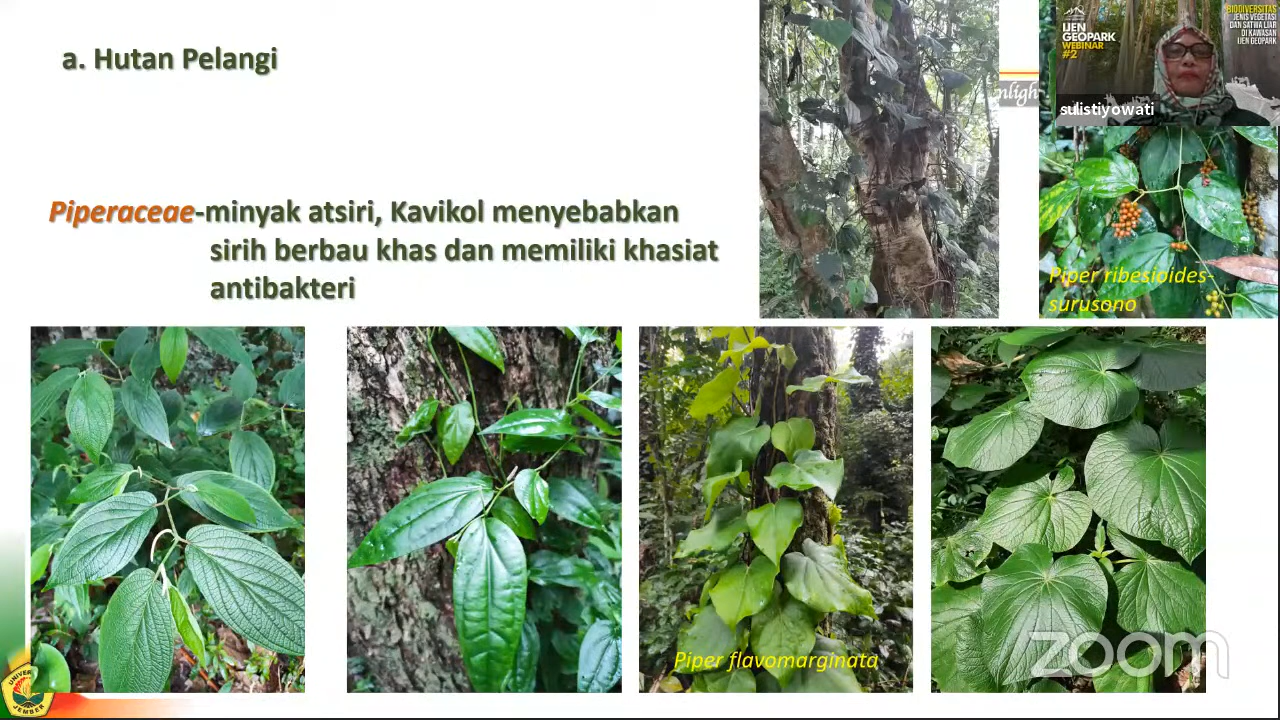 a. Hutan Pelangi
Piperaceae-minyak atsiri, Kavikol menyebabkan
sirih berbau khas dan memiliki khasiat
antibakteri
IJEN
GEOPARK
WEBINAR
#2
BIODIVERSITAS
JENIS VEGETASI
DAN SATWA LIAR
DI KAWASAN
IJEN GEOPARK
sulistiyowati
Piper ribesioides-
surusono
Piper flavomarginata
zoom
JEMBER